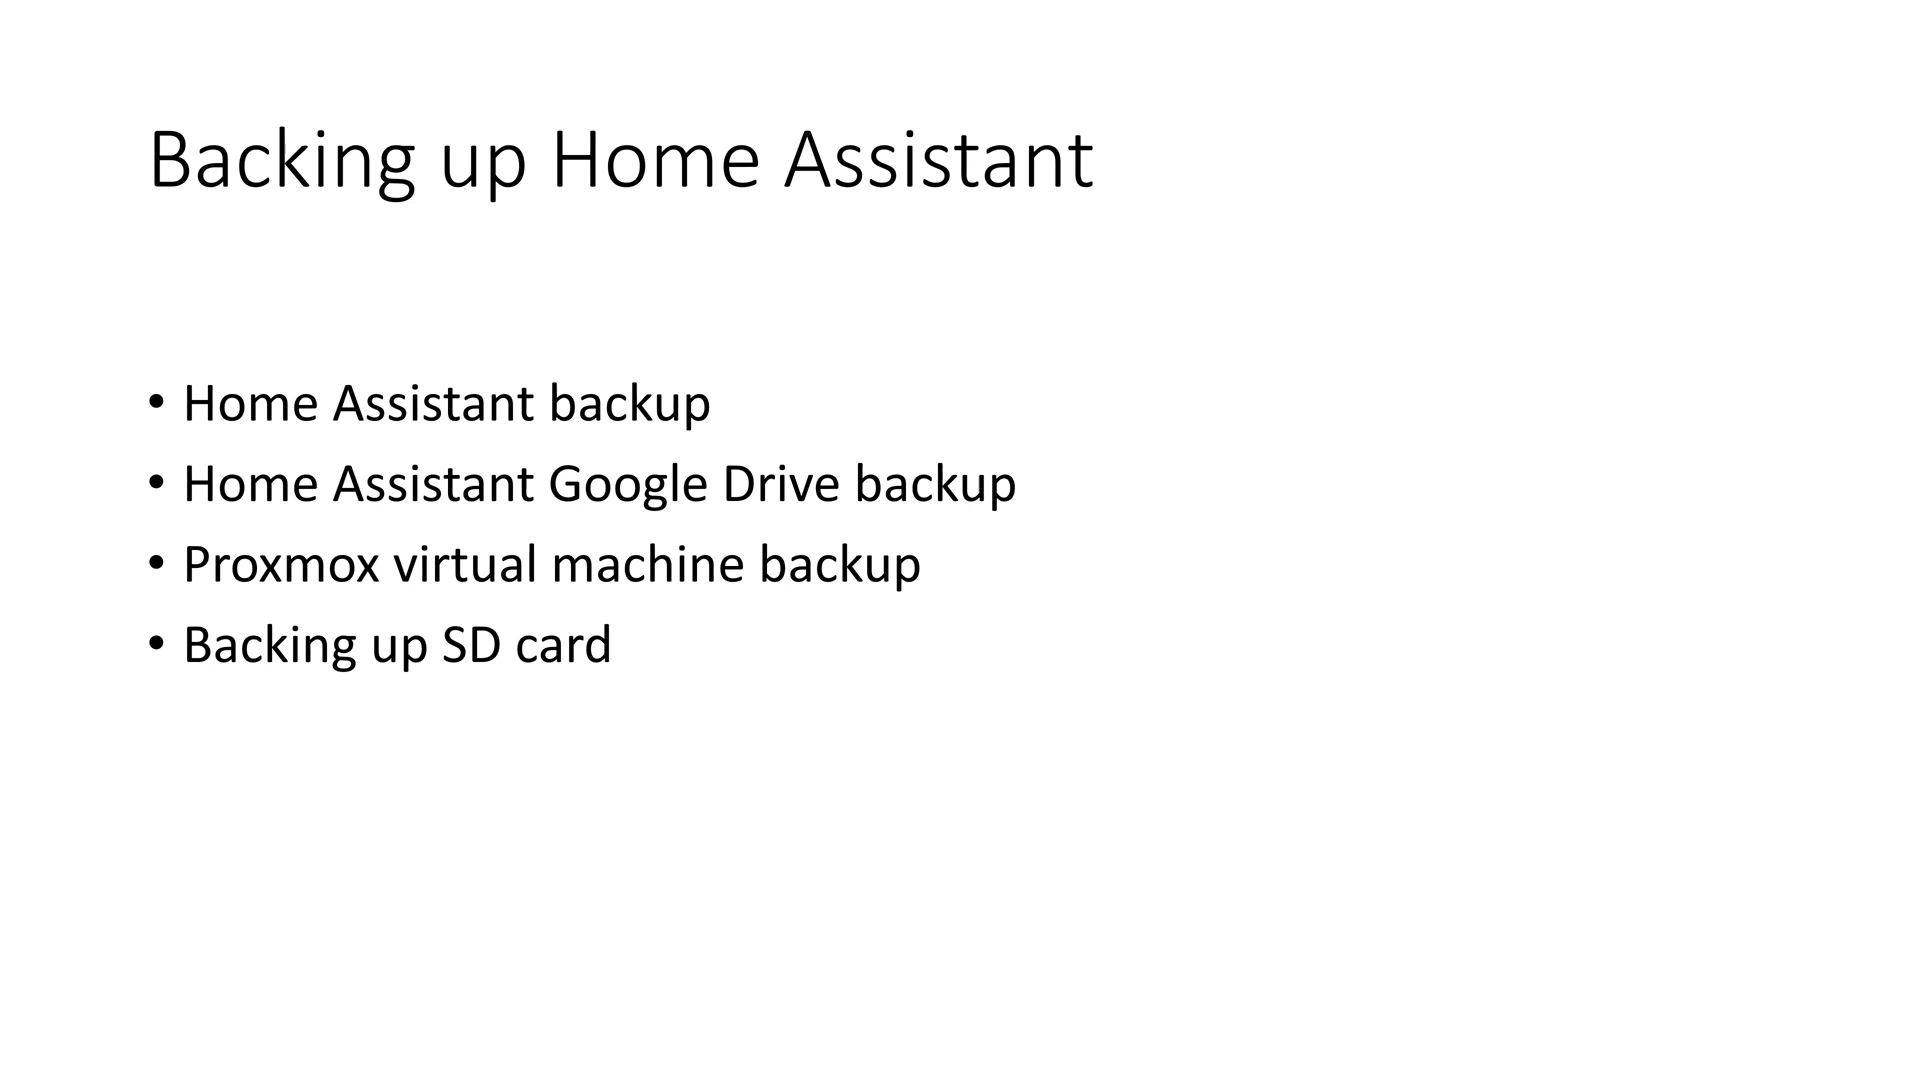 Backing up Home Assistant
• Home Assistant backup
• Home Assistant Google Drive backup
• Proxmox virtual machine backup
• Backing up SD card